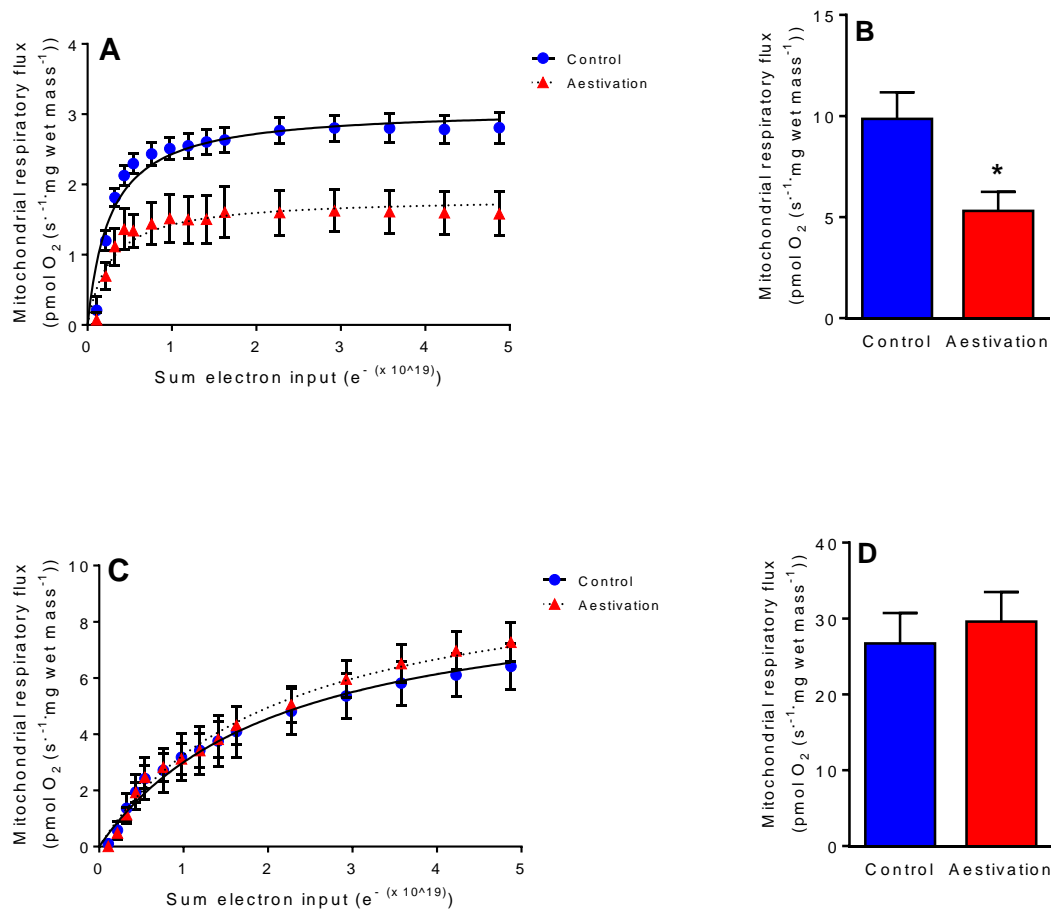 A
Mitochondrial respiratory flux
(pmol O₂ (s⁻¹·mg wet mass⁻¹))
4
3
2
1
0
0 1 2 3 4 5
Sum electron input (e⁻ (x 10^19))
Control
Aestivation
B
Mitochondrial respiratory flux
(pmol O₂ (s⁻¹·mg wet mass⁻¹))
15
10
5
0
*
Control Aestivation
C
Mitochondrial respiratory flux
(pmol O₂ (s⁻¹·mg wet mass⁻¹))
10
8
6
4
2
0
0 1 2 3 4 5
Sum electron input (e⁻ (x 10^19))
Control
Aestivation
D
Mitochondrial respiratory flux
(pmol O₂ (s⁻¹·mg wet mass⁻¹))
40
30
20
10
0
Control Aestivation